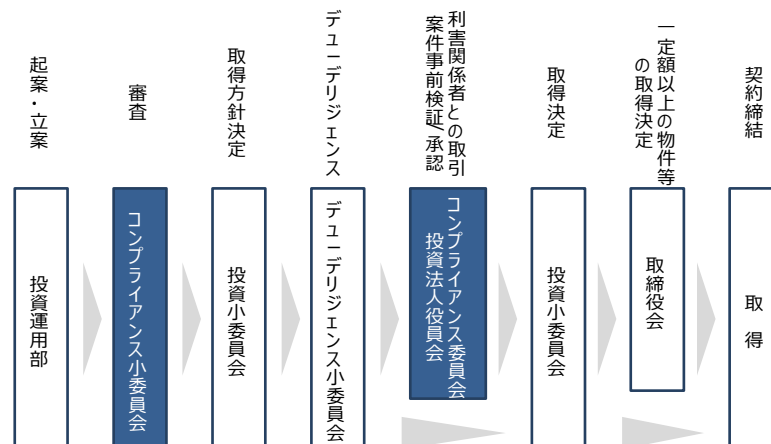 起案・立案
審査
取得方針決定
デューデリジェンス
利害関係者との取引
案件事前検証/承認
取得決定
一定額以上の物件等
の取得決定
契約締結
投資運用部
コンプライアンス小委員会
投資小委員会
デューデリジェンス小委員会
コンプライアンス委員会
投資法人役員会
投資小委員会
取締役会
取 得